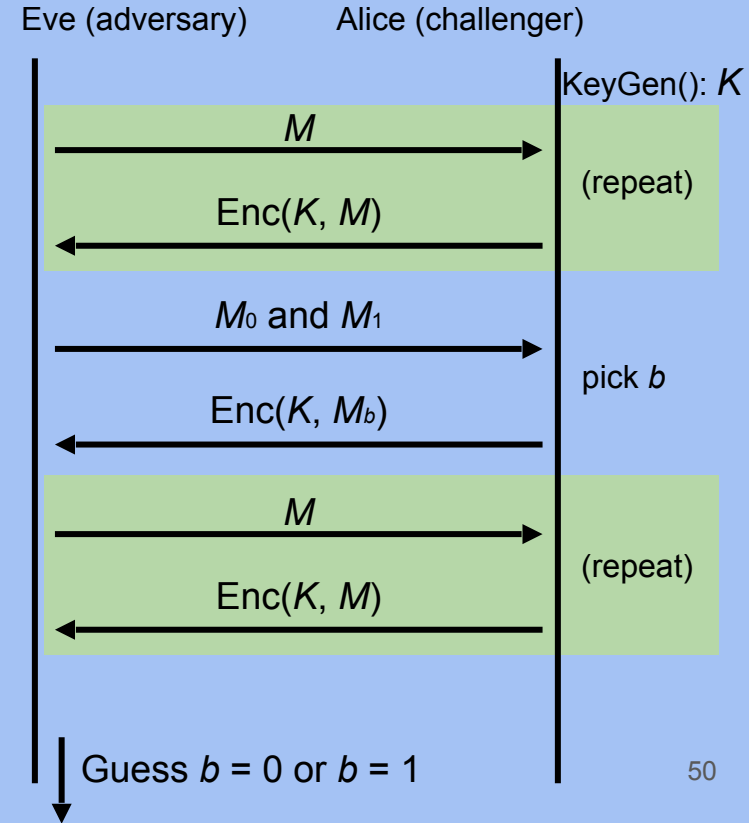 Eve (adversary) Alice (challenger)
KeyGen(): K
M
(repeat)
Enc(K, M)
M₀ and M₁
pick b
Enc(K, M_b)
M
(repeat)
Enc(K, M)
Guess b = 0 or b = 1
50